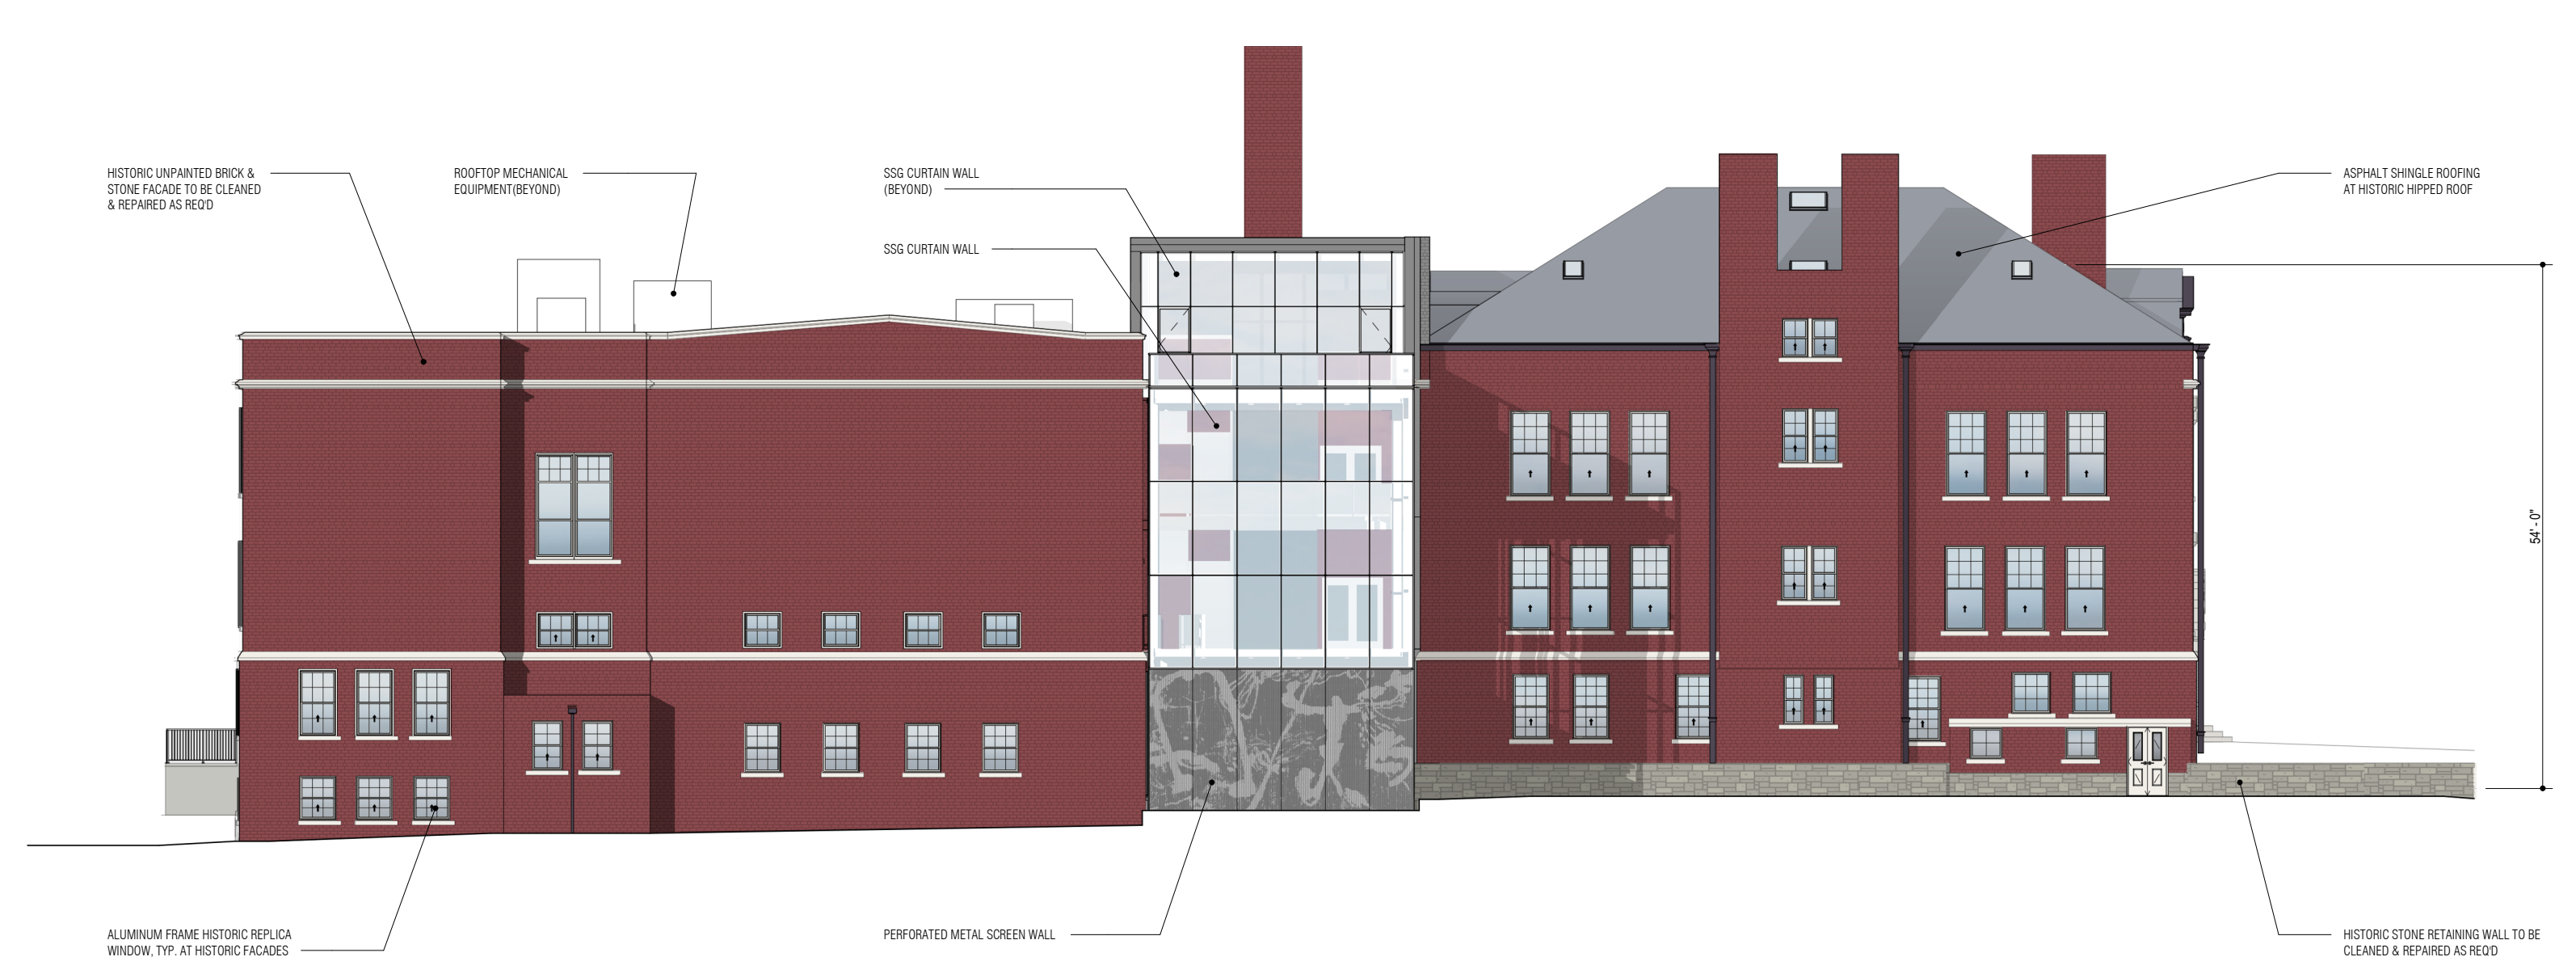 HISTORIC UNPAINTED BRICK &
STONE FACADE TO BE CLEANED
& REPAIRED AS REQ'D
ROOFTOP MECHANICAL
EQUIPMENT(BEYOND)
SSG CURTAIN WALL
(BEYOND)
SSG CURTAIN WALL
ASPHALT SHINGLE ROOFING
AT HISTORIC HIPPED ROOF
54' - 0"
ALUMINUM FRAME HISTORIC REPLICA
WINDOW, TYP. AT HISTORIC FACADES
PERFORATED METAL SCREEN WALL
HISTORIC STONE RETAINING WALL TO BE
CLEANED & REPAIRED AS REQ'D